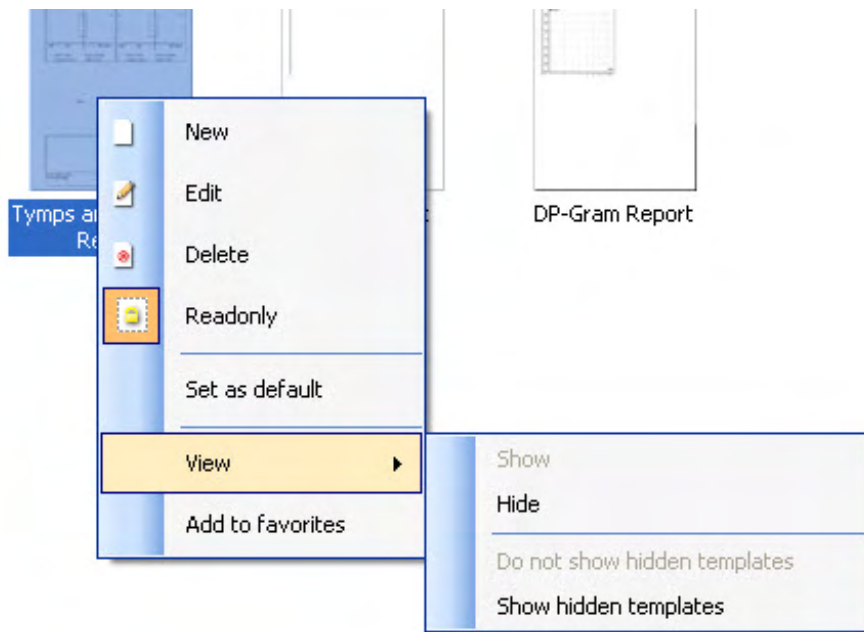 New
Edit
Tymps
DP-Gram Report
Delete
Readonly
Set as default
View
Show
Hide
Add to favorites
Do not show hidden templates
Show hidden templates